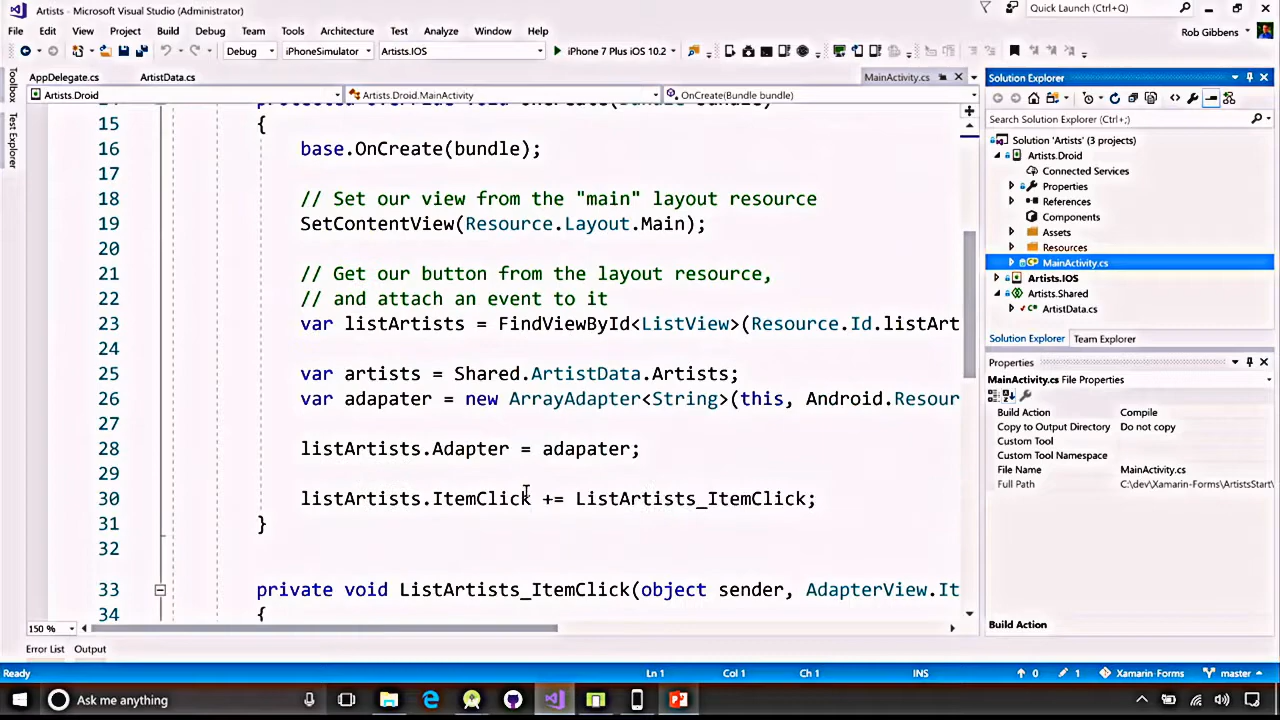 Artists - Microsoft Visual Studio (Administrator)
Quick Launch (Ctrl+Q)
File Edit View Project Build Debug Team Tools Architecture Test Analyze Window Help
Rob Gibbens
Debug iPhoneSimulator Artists.IOS iPhone 7 Plus iOS 10.2
Toolbox
Test Explorer
AppDelegate.cs ArtistData.cs MainActivity.cs
Artists.Droid Artists.Droid.MainActivity OnCreate(Bundle bundle)
15 {
16 base.OnCreate(bundle);
17
18 // Set our view from the "main" layout resource
19 SetContentView(Resource.Layout.Main);
20
21 // Get our button from the layout resource,
22 // and attach an event to it
23 var listArtists = FindViewById<ListView>(Resource.Id.listArt
24
25 var artists = Shared.ArtistData.Artists;
26 var adapater = new ArrayAdapter<String>(this, Android.Resour
27
28 listArtists.Adapter = adapater;
29
30 listArtists.ItemClick += ListArtists_ItemClick;
31 }
32
33 private void ListArtists_ItemClick(object sender, AdapterView.It
34 {
150 %
Error List Output
Solution Explorer
Search Solution Explorer (Ctrl+;)
Solution 'Artists' (3 projects)
Artists.Droid
Connected Services
Properties
References
Components
Assets
Resources
MainActivity.cs
Artists.IOS
Artists.Shared
ArtistData.cs
Solution Explorer Team Explorer
Properties
MainActivity.cs File Properties
Build Action Compile
Copy to Output Directory Do not copy
Custom Tool
Custom Tool Namespace
File Name MainActivity.cs
Full Path C:\dev\Xamarin-Forms\ArtistsStart\
Build Action
Ready Ln 1 Col 1 Ch 1 INS 0 1 Xamarin-Forms master
Ask me anything